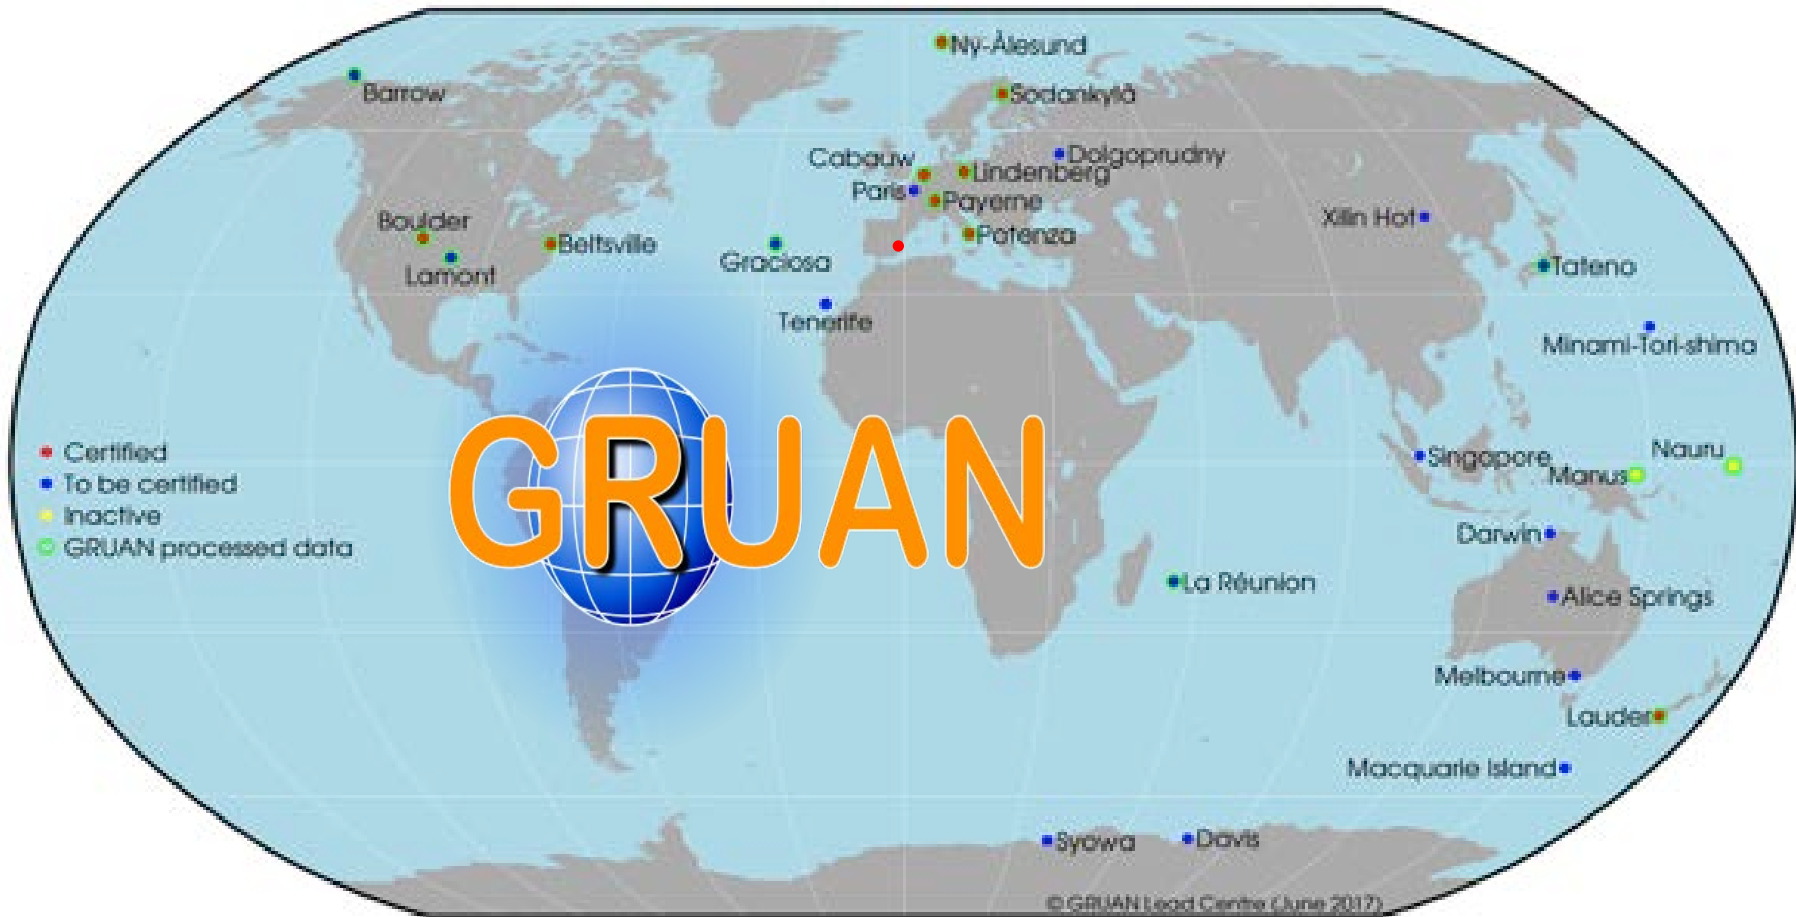 Ny-Ålesund
Barrow
Sodankylä
Cabauw
Dolgoprudny
Lindenberg
Paris
Payerne
Boulder
Xilin Hot
Potenza
Beltsville
Graciosa
Lamont
Tateno
Tenerife
Minami-Tori-shima
GRUAN
Certified
To be certified
Inactive
GRUAN processed data
Nauru
Singapore
Manus
Darwin
La Réunion
Alice Springs
Melbourne
Lauder
Macquarie Island
Syowa
Davis
© GRUAN Lead Centre (June 2017)